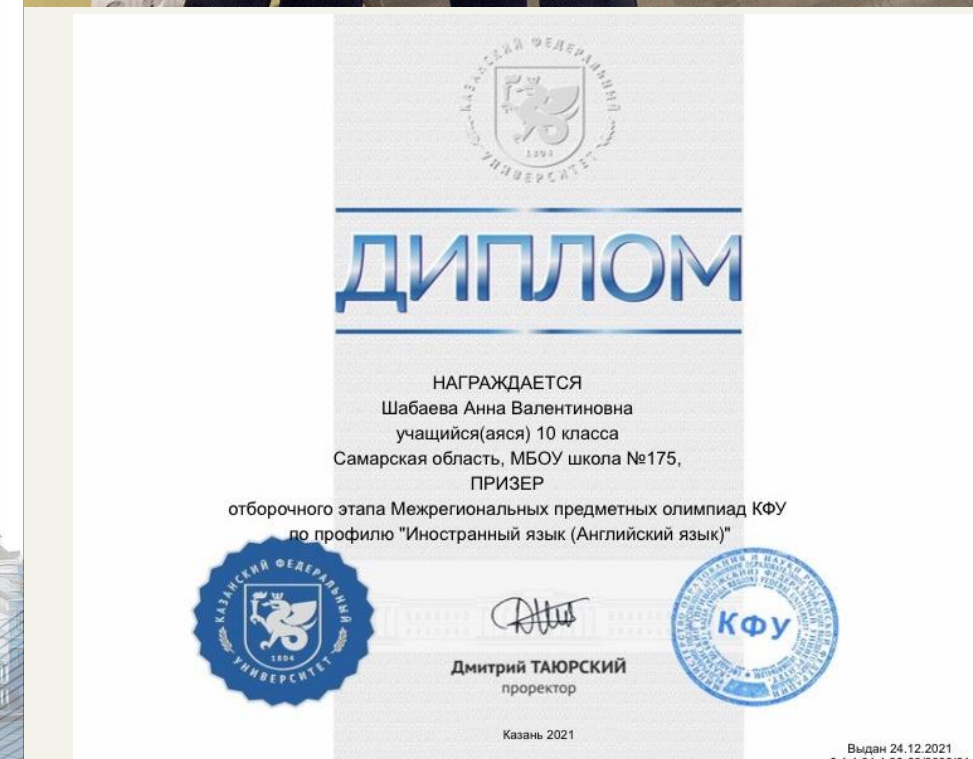 КАЗАНСКИЙ ФЕДЕРАЛЬНЫЙ УНИВЕРСИТЕТ
1804
ДИПЛОМ
НАГРАЖДАЕТСЯ
Шабаева Анна Валентиновна
учащийся(аяся) 10 класса
Самарская область, МБОУ школа №175,
ПРИЗЕР
отборочного этапа Межрегиональных предметных олимпиад КФУ
по профилю "Иностранный язык (Английский язык)"
КАЗАНСКИЙ ФЕДЕРАЛЬНЫЙ УНИВЕРСИТЕТ
1804
КФУ
Дмитрий ТАЮРСКИЙ
проректор
Казань 2021
Выдан 24.12.2021